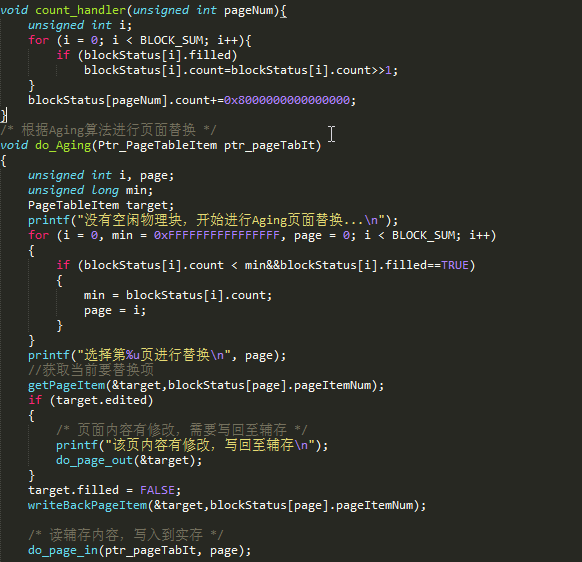 void count_handler(unsigned int pageNum){
    unsigned int i;
    for (i = 0; i < BLOCK_SUM; i++){
        if (blockStatus[i].filled)
            blockStatus[i].count=blockStatus[i].count>>1;
    }
    blockStatus[pageNum].count+=0x8000000000000000;
}
/* 根据Aging算法进行页面替换 */
void do_Aging(Ptr_PageTableItem ptr_pageTabIt)
{
    unsigned int i, page;
    unsigned long min;
    PageTableItem target;
    printf("没有空闲物理块，开始进行Aging页面替换...\n");
    for (i = 0, min = 0xFFFFFFFFFFFFFFFF, page = 0; i < BLOCK_SUM; i++)
    {
        if (blockStatus[i].count < min&&blockStatus[i].filled==TRUE)
        {
            min = blockStatus[i].count;
            page = i;
        }
    }
    printf("选择第%u页进行替换\n", page);
    //获取当前要替换项
    getPageItem(&target,blockStatus[page].pageItemNum);
    if (target.edited)
    {
        /* 页面内容有修改，需要写回至辅存 */
        printf("该页内容有修改，写回至辅存\n");
        do_page_out(&target);
    }
    target.filled = FALSE;
    writeBackPageItem(&target,blockStatus[page].pageItemNum);
    /* 读辅存内容，写入到实存 */
    do_page_in(ptr_pageTabIt, page);